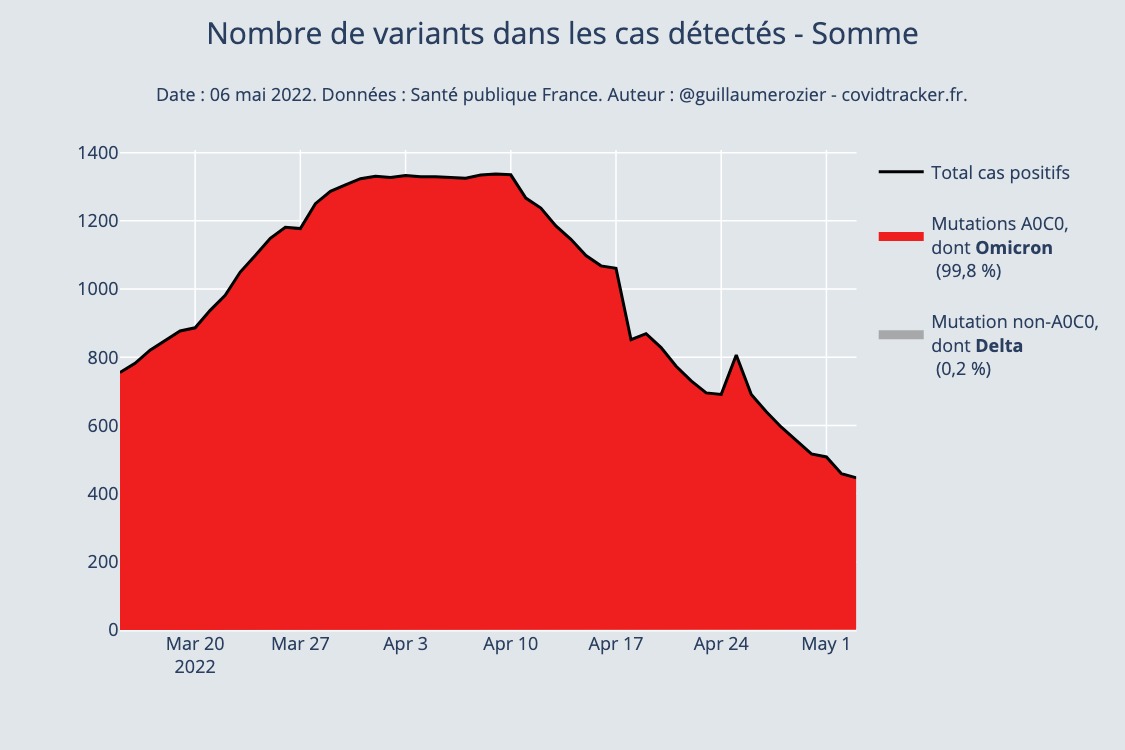 Nombre de variants dans les cas détectés - Somme
Date : 06 mai 2022. Données : Santé publique France. Auteur : @guillaumerozier - covidtracker.fr.
1400
1200
1000
800
600
400
200
0
Mar 20
2022
Mar 27
Apr 3
Apr 10
Apr 17
Apr 24
May 1
Total cas positifs
Mutations A0C0,
dont Omicron
(99,8 %)
Mutation non-A0C0,
dont Delta
(0,2 %)